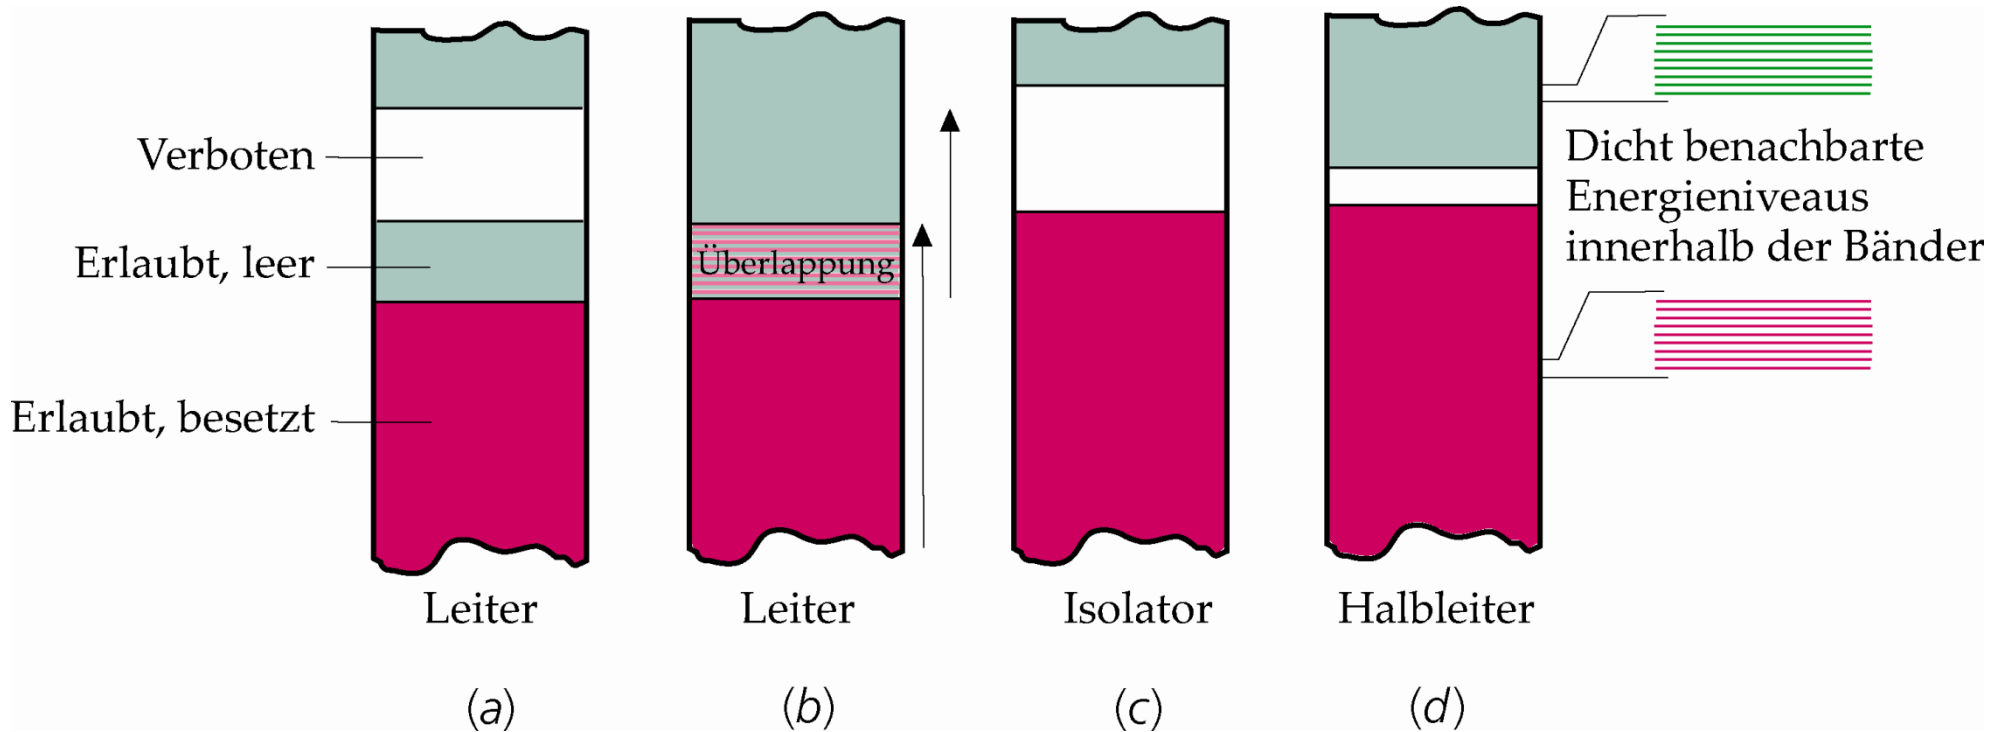 Verboten
Erlaubt, leer
Erlaubt, besetzt
Überlappung
Dicht benachbarte
Energieniveaus
innerhalb der Bänder
Leiter
Leiter
Isolator
Halbleiter
(a)
(b)
(c)
(d)